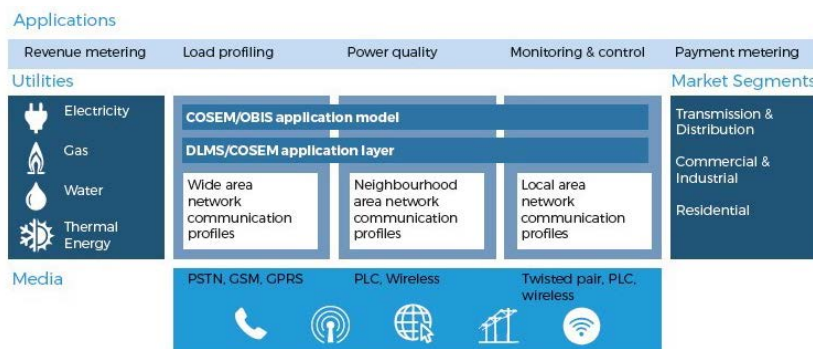 Applications
Revenue metering
Load profiling
Power quality
Monitoring & control
Payment metering
Utilities
Market Segments
Electricity
Gas
Water
Thermal
Energy
COSEM/OBIS application model
DLMS/COSEM application layer
Wide area
network
communication
profiles
Neighbourhood
area network
communication
profiles
Local area
network
communication
profiles
Transmission &
Distribution
Commercial &
Industrial
Residential
Media
PSTN, GSM, GPRS
PLC, Wireless
Twisted pair, PLC,
wireless